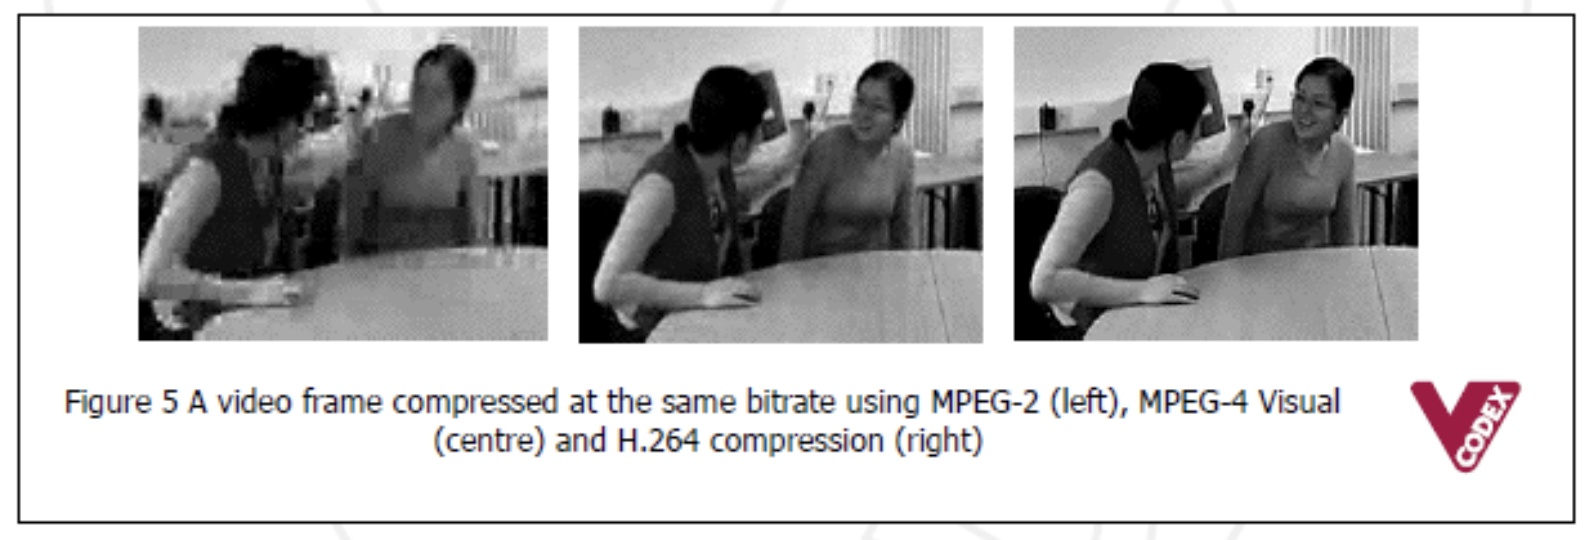 Figure 5 A video frame compressed at the same bitrate using MPEG-2 (left), MPEG-4 Visual
(centre) and H.264 compression (right)
VCODEX